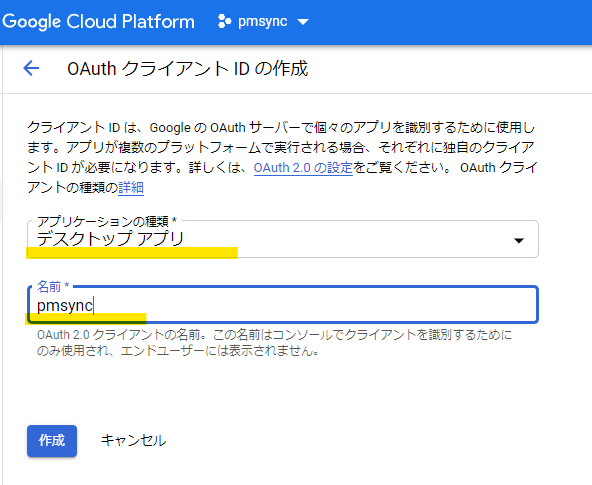 Google Cloud Platform pmsync
OAuth クライアント ID の作成
クライアント ID は、Google の OAuth サーバーで個々のアプリを識別するために使用しま
す。アプリが複数のプラットフォームで実行される場合、それぞれに独自のクライア
ント ID が必要になります。詳しくは、OAuth 2.0 の設定をご覧ください。 OAuth クライ
アントの種類の詳細
アプリケーションの種類 *
デスクトップ アプリ
名前 *
pmsync
OAuth 2.0 クライアントの名前。この名前はコンソールでクライアントを識別するために
のみ使用され、エンドユーザーには表示されません。
作成 キャンセル